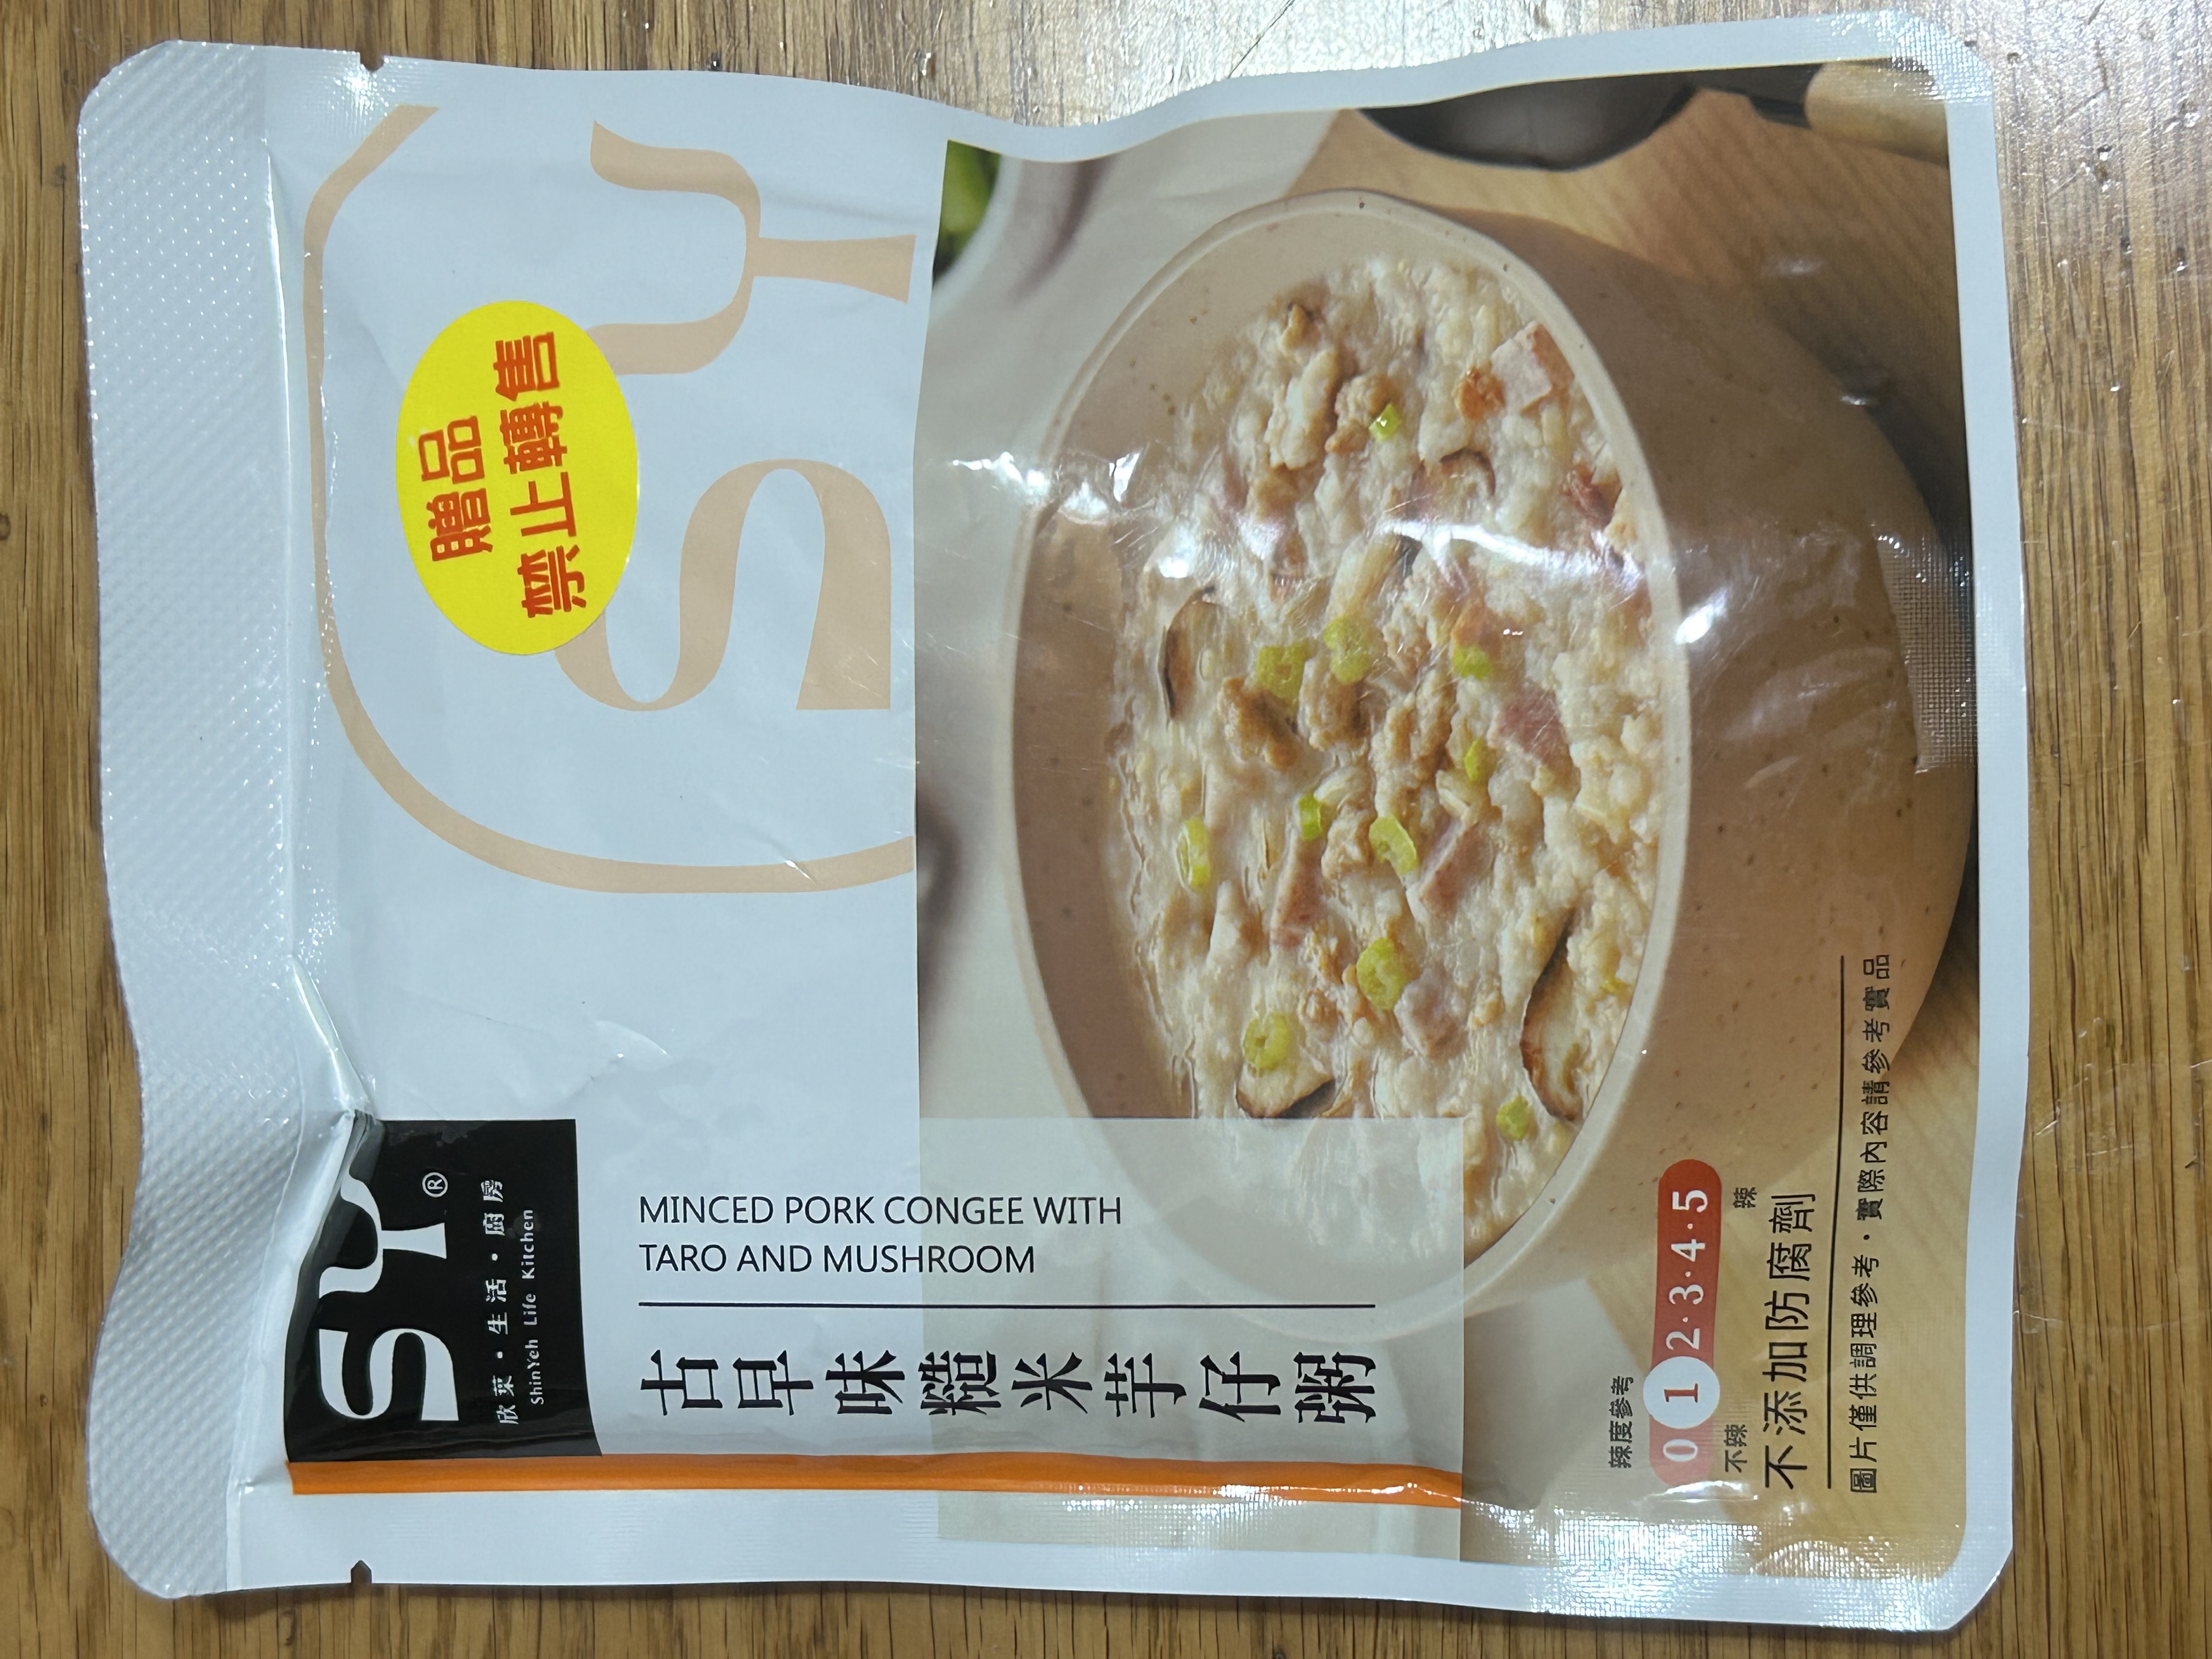 SY®
欣葉・生活・廚房
ShinYeh Life Kitchen
贈品
禁止轉售
SY
MINCED PORK CONGEE WITH
TARO AND MUSHROOM
古早味糙米芋仔粥
辣度參考
0 1 2・3・4・5
不辣 辣
不添加防腐劑
圖片僅供調理參考・實際內容請參考實品